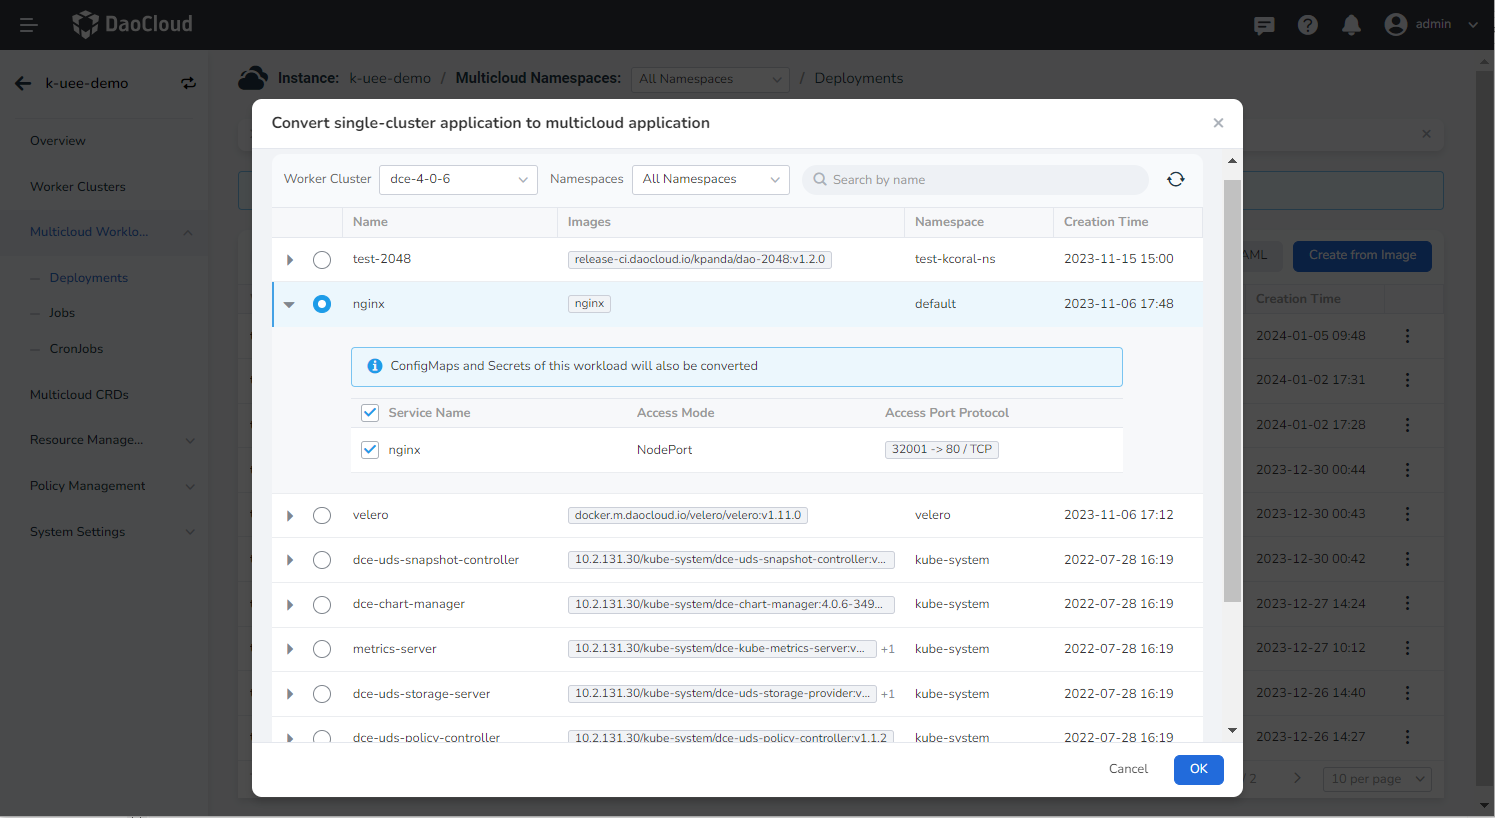 DaoCloud
admin
k-uee-demo
Instance: k-uee-demo / Multicloud Namespaces: All Namespaces / Deployments
Overview
Worker Clusters
Multicloud Worklo...
Deployments
Jobs
CronJobs
Multicloud CRDs
Resource Manage...
Policy Management
System Settings
Convert single-cluster application to multicloud application
Worker Cluster dce-4-0-6 Namespaces All Namespaces Search by name
Name Images Namespace Creation Time
test-2048 release-ci.daocloud.io/kpanda/dao-2048:v1.2.0 test-kcoral-ns 2023-11-15 15:00
nginx nginx default 2023-11-06 17:48
ConfigMaps and Secrets of this workload will also be converted
Service Name Access Mode Access Port Protocol
nginx NodePort 32001 -> 80 / TCP
velero docker.m.daocloud.io/velero/velero:v1.11.0 velero 2023-11-06 17:12
dce-uds-snapshot-controller 10.2.131.30/kube-system/dce-uds-snapshot-controller:v... kube-system 2022-07-28 16:19
dce-chart-manager 10.2.131.30/kube-system/dce-chart-manager:4.0.6-349... kube-system 2022-07-28 16:19
metrics-server 10.2.131.30/kube-system/dce-kube-metrics-server:v... +1 kube-system 2022-07-28 16:19
dce-uds-storage-server 10.2.131.30/kube-system/dce-uds-storage-provider:v... +1 kube-system 2022-07-28 16:19
dce-uds-policy-controller 10.2.131.30/kube-system/dce-uds-policy-controller:v1.1.2 kube-system 2022-07-28 16:19
Cancel OK
AML Create from Image
Creation Time
2024-01-05 09:48
2024-01-02 17:31
2024-01-02 17:28
2023-12-30 00:44
2023-12-30 00:43
2023-12-30 00:42
2023-12-27 14:24
2023-12-27 10:12
2023-12-26 14:40
2023-12-26 14:27
/ 2 10 per page